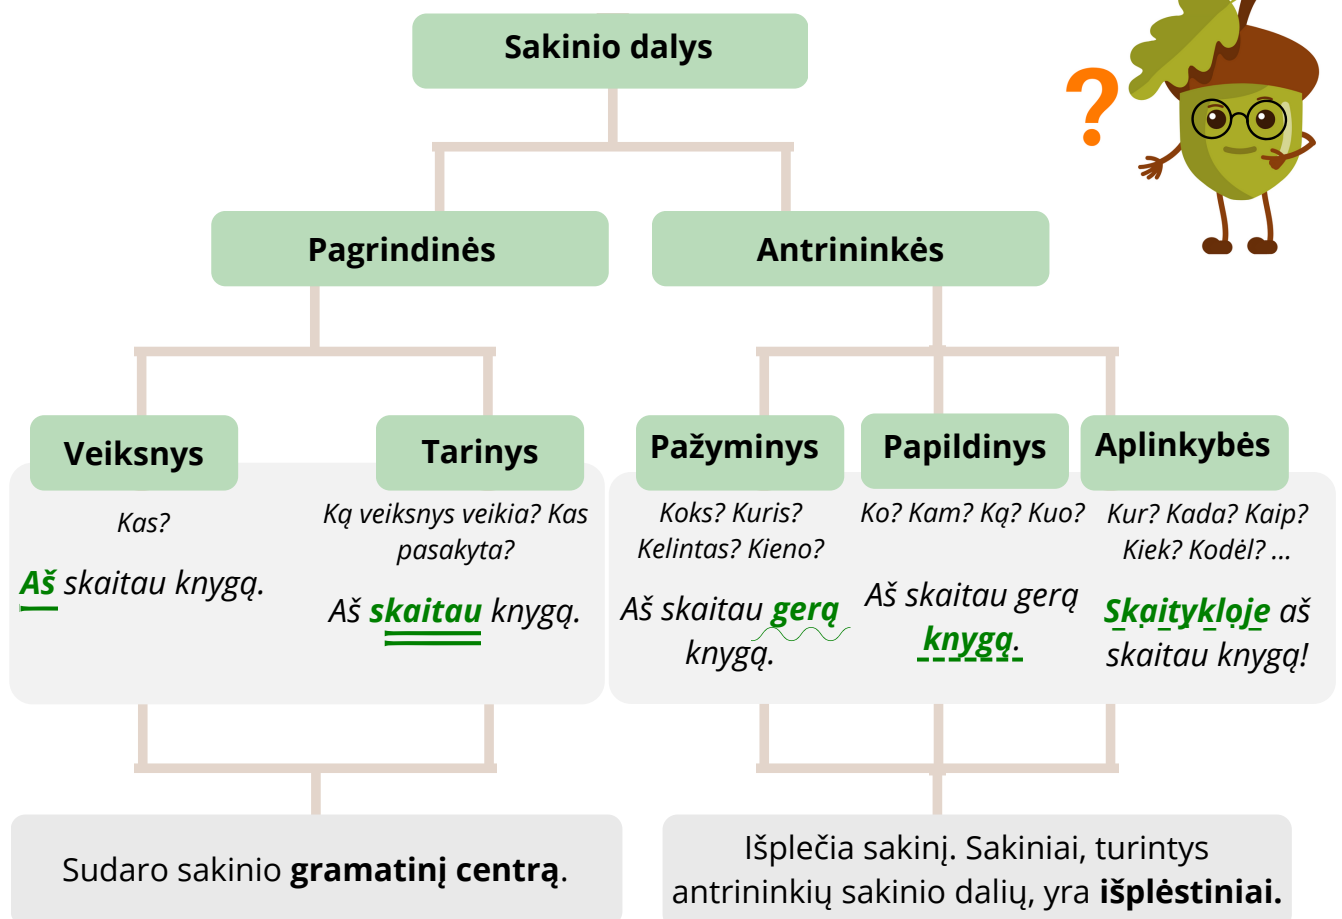 Sakinio dalys
?
Pagrindinės
Antrininkės
Veiksnys
Kas?
Aš skaitau knygą.
Tarinys
Ką veiksnys veikia? Kas
pasakyta?
Aš skaitau knygą.
Pažyminys
Koks? Kuris?
Kelintas? Kieno?
Aš skaitau gerą
knygą.
Papildinys
Ko? Kam? Ką? Kuo?
Aš skaitau gerą
knygą.
Aplinkybės
Kur? Kada? Kaip?
Kiek? Kodėl? ...
Skaitykloje aš
skaitau knygą!
Sudaro sakinio gramatinį centrą.
Išplečia sakinį. Sakiniai, turintys
antrininkių sakinio dalių, yra išplėstiniai.